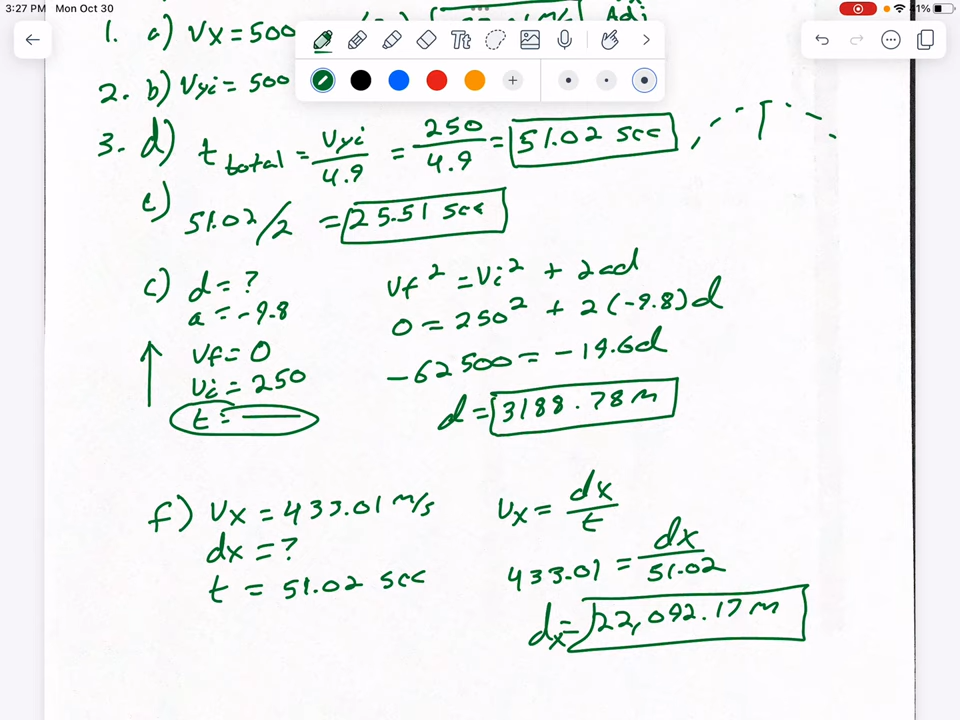 3:27 PM Mon Oct 30
41%
1. a) Vx = 500
m/s Adj
Tt
2. b) Vyi = 500
3. d) t total = Vyi/4.9 = 250/4.9 = 51.02 sec
e) 51.02/2 = 25.51 sec
c) d = ?
a = -9.8
Vf = 0
Vi = 250
t =
Vf² = Vi² + 2ad
0 = 250² + 2(-9.8)d
-62500 = -19.6d
d = 3188.78 m
f) Vx = 433.01 m/s
dx = ?
t = 51.02 sec
Vx = dx/t
433.01 = dx/51.02
dx = 22,092.17 m